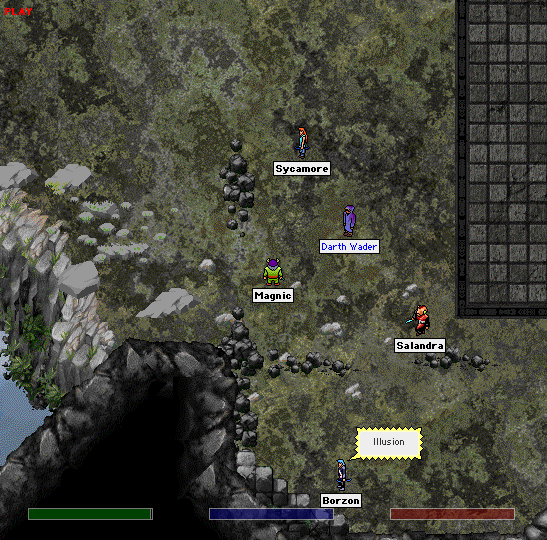 PLAY
Sycamore
Darth Wader
Magnic
Salandra
Illusion
Borzon